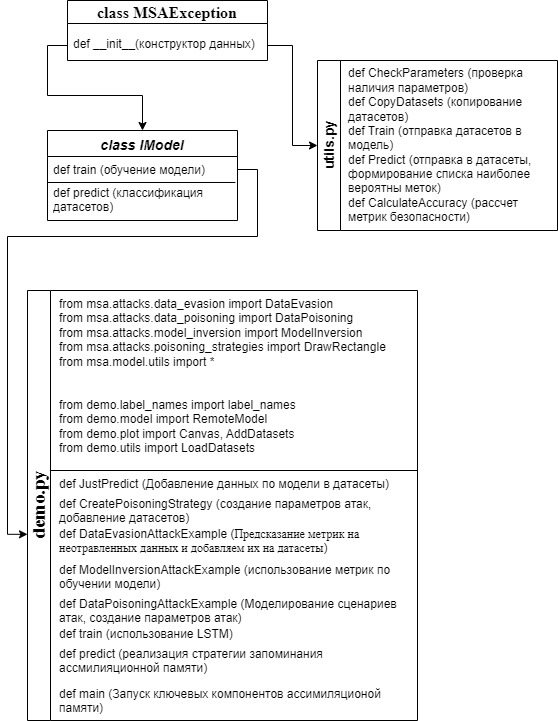 class MSAException
def __init__(конструктор данных)
utils.py
def CheckParameters (проверка
наличия параметров)
def CopyDatasets (копирование
датасетов)
def Train (отправка датасетов в
модель)
def Predict (отправка в датасеты,
формирование списка наиболее
вероятны меток)
def CalculateAccuracy (рассчет
метрик безопасности)
class IModel
def train (обучение модели)
def predict (классификация
датасетов)
demo.py
from msa.attacks.data_evasion import DataEvasion
from msa.attacks.data_poisoning import DataPoisoning
from msa.attacks.model_inversion import ModelInversion
from msa.attacks.poisoning_strategies import DrawRectangle
from msa.model.utils import *
from demo.label_names import label_names
from demo.model import RemoteModel
from demo.plot import Canvas, AddDatasets
from demo.utils import LoadDatasets
def JustPredict (Добавление данных по модели в датасеты)
def CreatePoisoningStrategy (создание параметров атак,
добавление датасетов)
def DataEvasionAttackExample (Предсказание метрик на
неотравленных данных и добавляем их на датасеты)
def ModelInversionAttackExample (использование метрик по
обучении модели)
def DataPoisoningAttackExample (Моделирование сценариев
атак, создание параметров атак)
def train (использование LSTM)
def predict (реализация стратегии запоминания
ассмилияционной памяти)
def main (Запуск ключевых компонентов ассимиляционой
памяти)